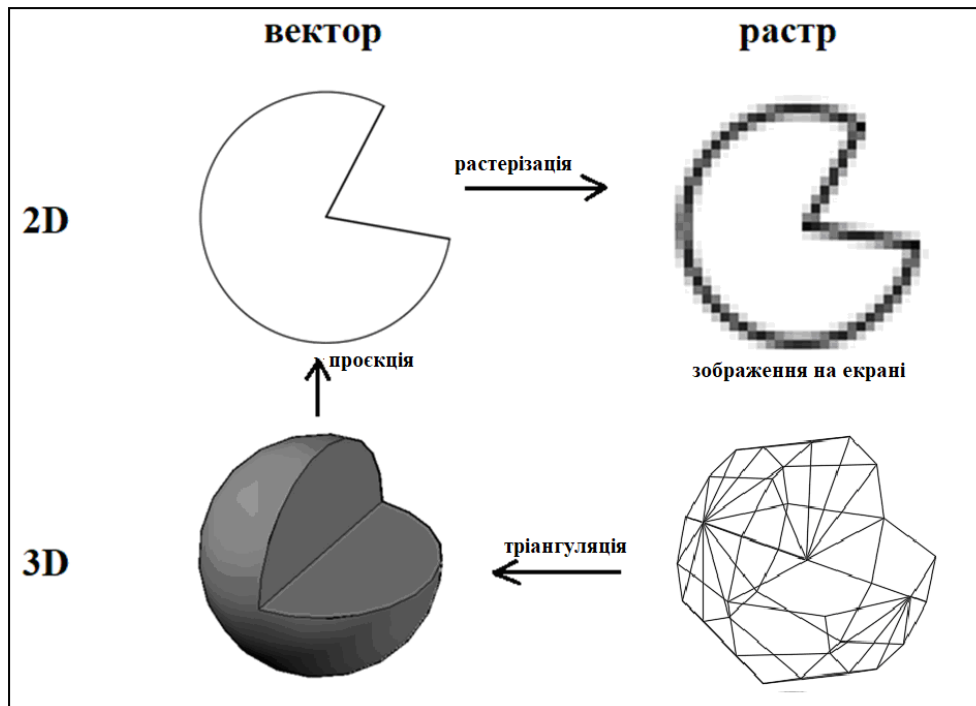 вектор
растр
растерізація
2D
проєкція
зображення на екрані
3D
тріангуляція